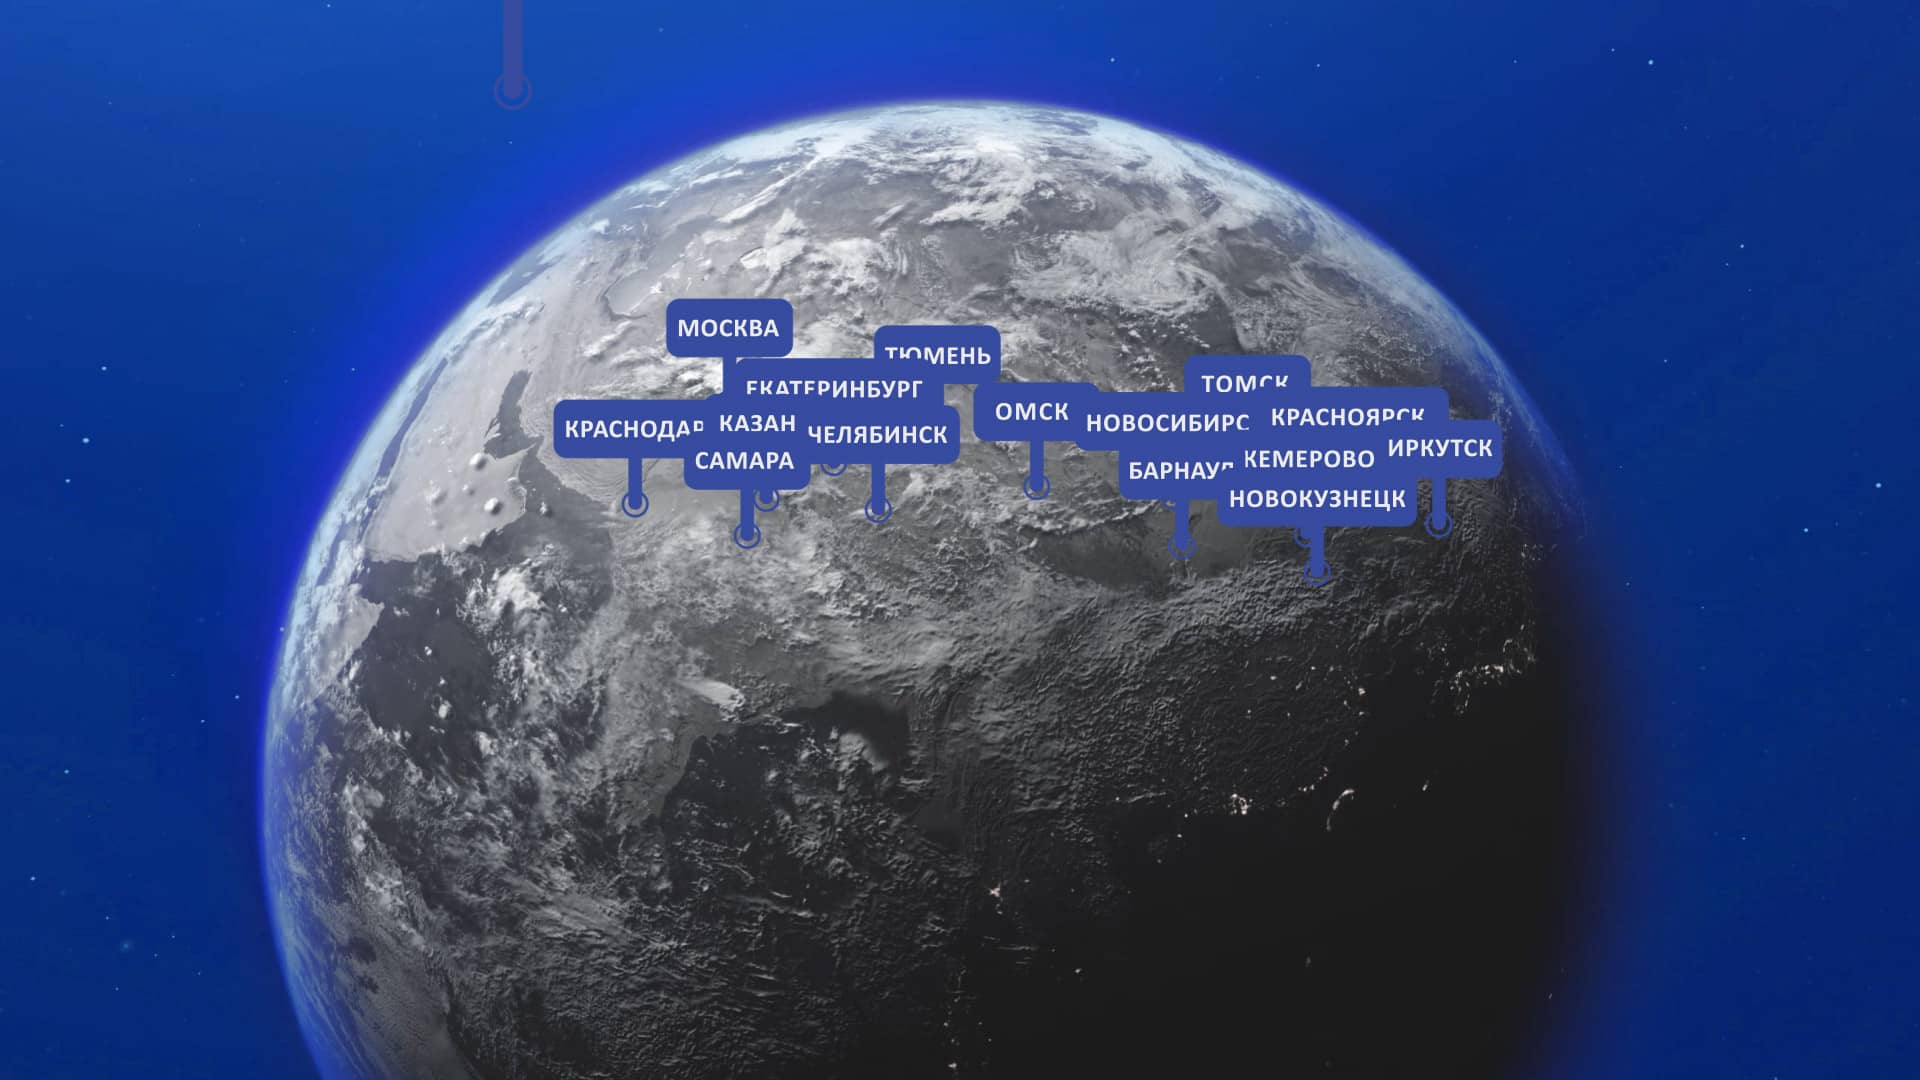 МОСКВА
ТЮМЕНЬ
ЕКАТЕРИНБУРГ
ТОМСК
ОМСК
КРАСНОЯРСК
КРАСНОДАР
КАЗАН
ЧЕЛЯБИНСК
НОВОСИБИРС
ИРКУТСК
САМАРА
БАРНАУЛ
КЕМЕРОВО
НОВОКУЗНЕЦК